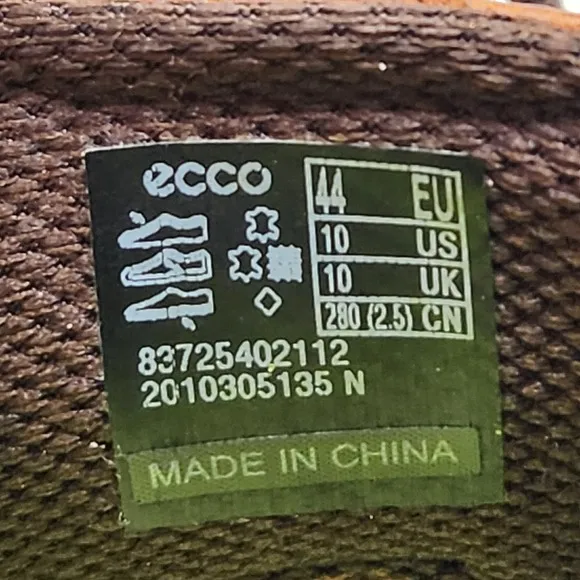 ecco
44 EU
10 US
10 UK
280 (2.5) CN
83725402112
2010305135 N
MADE IN CHINA